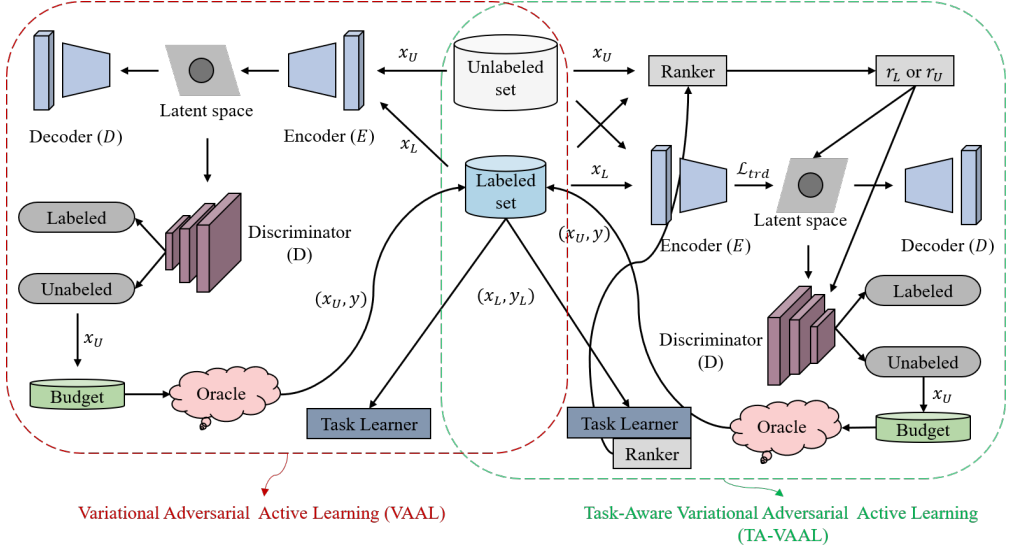 Decoder (D)
Latent space
Encoder (E)
x_U
x_L
Unlabeled
set
x_U
Ranker
r_L or r_U
Labeled
set
x_L
Encoder (E)
ℒ_trd
Latent space
Decoder (D)
Labeled
Unabeled
Discriminator
(D)
x_U
Budget
Oracle
(x_U, y)
(x_L, y_L)
(x_U, y)
Task Learner
Task Learner
Ranker
Discriminator
(D)
Labeled
Unabeled
x_U
Oracle
Budget
Variational Adversarial Active Learning (VAAL)
Task-Aware Variational Adversarial Active Learning
(TA-VAAL)